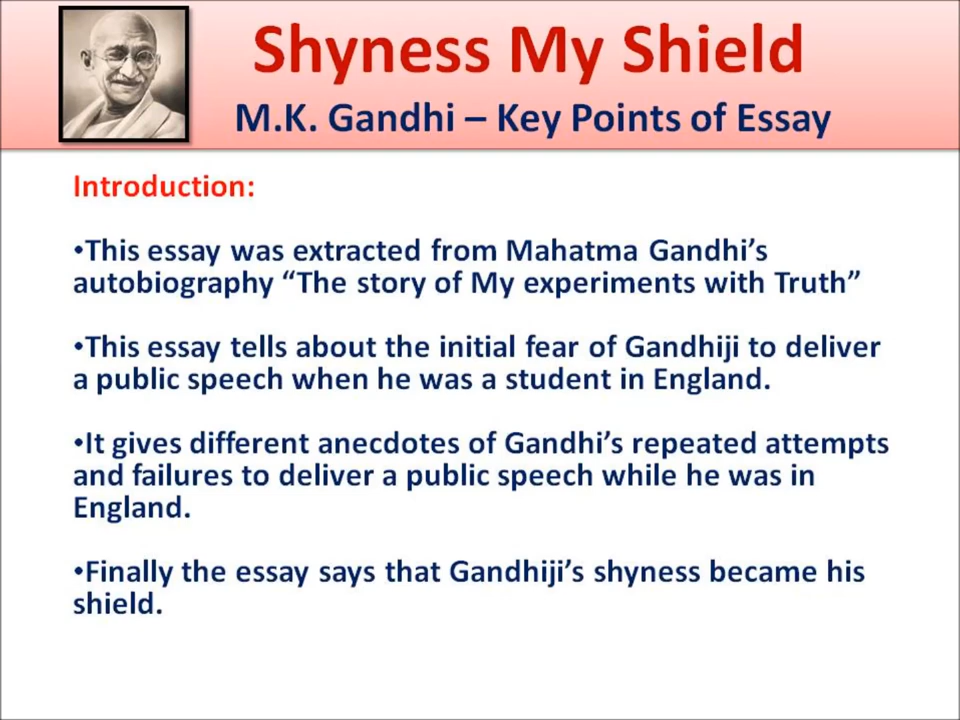 Shyness My Shield
M.K. Gandhi – Key Points of Essay
Introduction:
•This essay was extracted from Mahatma Gandhi’s
autobiography “The story of My experiments with Truth”
•This essay tells about the initial fear of Gandhiji to deliver
a public speech when he was a student in England.
•It gives different anecdotes of Gandhi’s repeated attempts
and failures to deliver a public speech while he was in
England.
•Finally the essay says that Gandhiji’s shyness became his
shield.